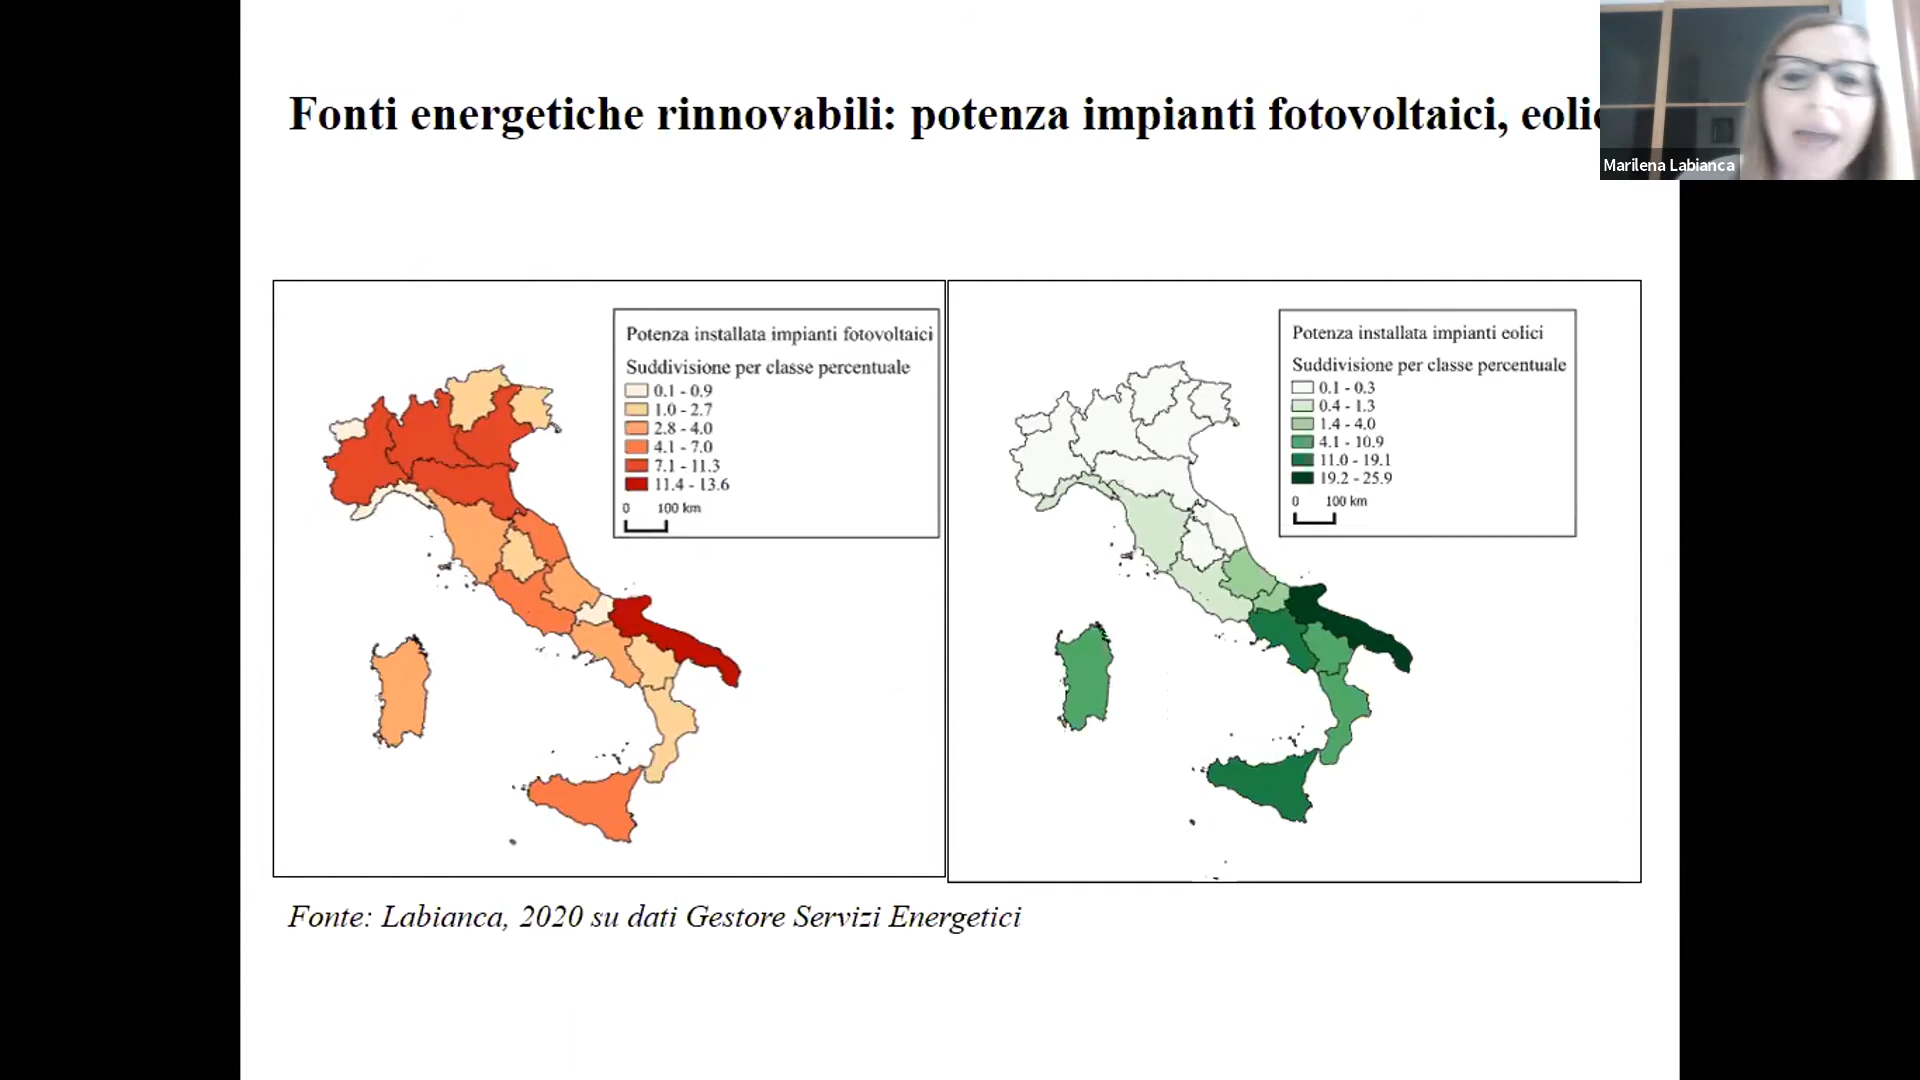 Fonti energetiche rinnovabili: potenza impianti fotovoltaici,
Marilena Labianca
Potenza installata impianti fotovoltaici
Suddivisione per classe percentuale
0.1 - 0.9
1.0 - 2.7
2.8 - 4.0
4.1 - 7.0
7.1 - 11.3
11.4 - 13.6
0 100 km
Potenza installata impianti eolici
Suddivisione per classe percentuale
0.1 - 0.3
0.4 - 1.3
1.4 - 4.0
4.1 - 10.9
11.0 - 19.1
19.2 - 25.9
0 100 km
Fonte: Labianca, 2020 su dati Gestore Servizi Energetici